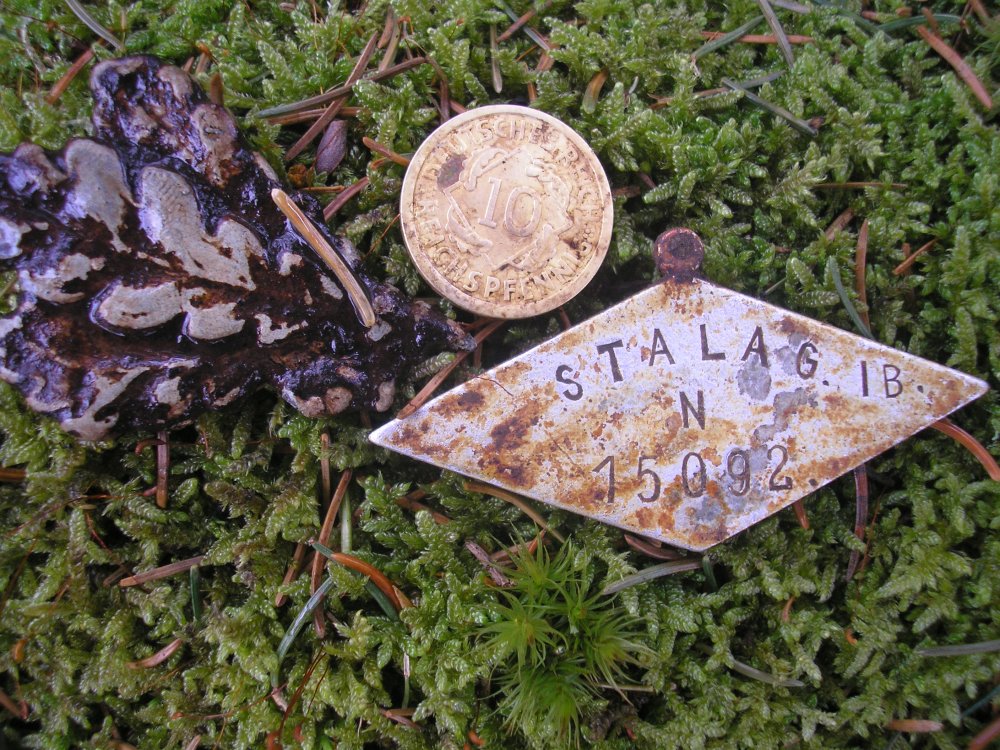 DEUTSCHES REICH
10
REICHSPFENNIG
STALAG. IB.
N
15092.